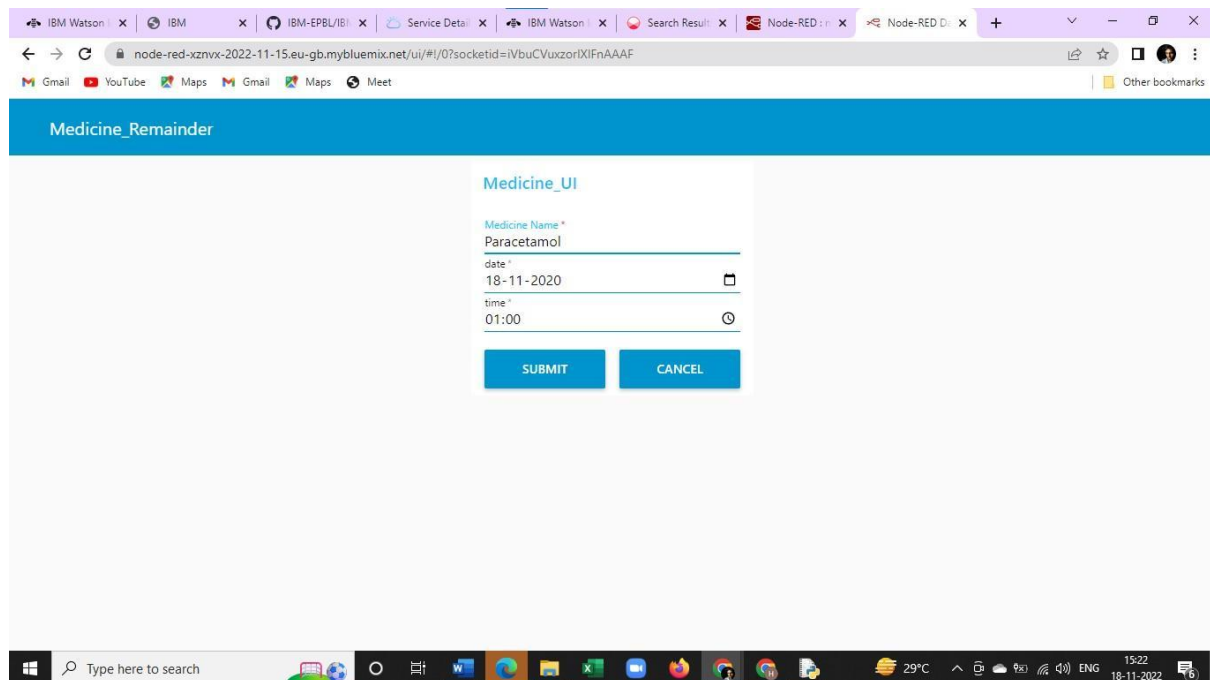 IBM Watson
IBM
IBM-EPBL/IB
Service Detail
IBM Watson
Search Result
Node-RED : n
Node-RED D
node-red-xznvx-2022-11-15.eu-gb.mybluemix.net/ui/#!/0?socketid=iVbuCVuxzorIXIFnAAAF
Gmail YouTube Maps Gmail Maps Meet Other bookmarks
Medicine_Remainder
Medicine_UI
Medicine Name *
Paracetamol
date *
18-11-2020
time *
01:00
SUBMIT CANCEL
Type here to search
29°C
ENG
15:22
18-11-2022
6